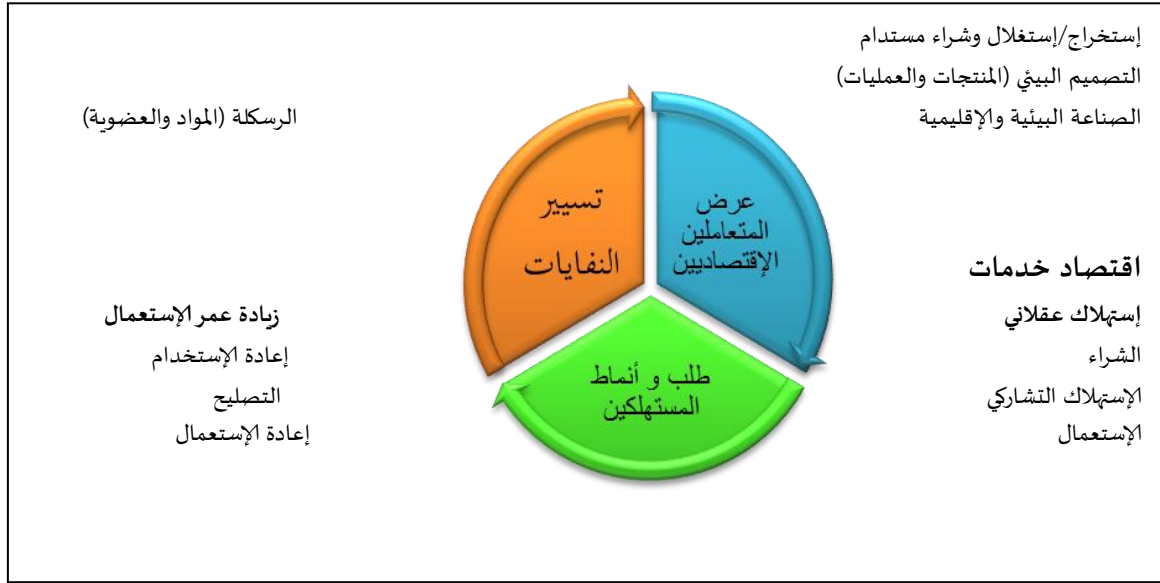 إستخراج/إستغلال وشراء مستدام
التصميم البيئي (المنتجات والعمليات)
الصناعة البيئية والإقليمية
الرسكلة (المواد والعضوية)
عرض
المتعاملين
الإقتصاديين
تسيير
النفايات
طلب و أنماط
المستهلكين
اقتصاد خدمات
إستهلاك عقلاني
الشراء
الإستهلاك التشاركي
الإستعمال
زيادة عمر الإستعمال
إعادة الإستخدام
التصليح
إعادة الإستعمال